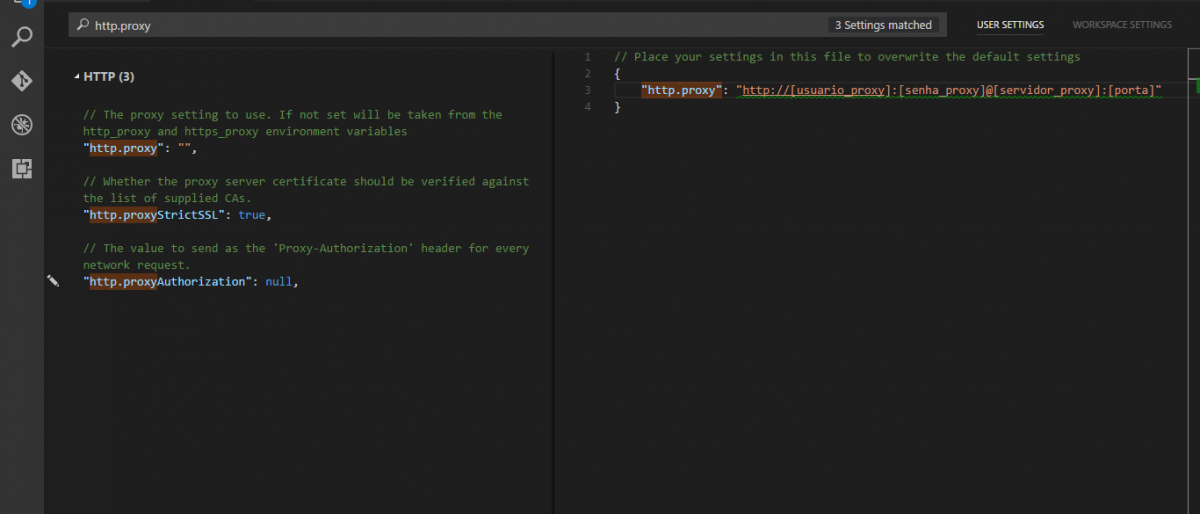 http.proxy
3 Settings matched
USER SETTINGS
WORKSPACE SETTINGS
HTTP (3)
// The proxy setting to use. If not set will be taken from the
http_proxy and https_proxy environment variables
"http.proxy": "",
// Whether the proxy server certificate should be verified against
the list of supplied CAs.
"http.proxyStrictSSL": true,
// The value to send as the 'Proxy-Authorization' header for every
network request.
"http.proxyAuthorization": null,
1 // Place your settings in this file to overwrite the default settings
2 {
3 "http.proxy": "http://[usuario_proxy]:[senha_proxy]@[servidor_proxy]:[porta]"
4 }